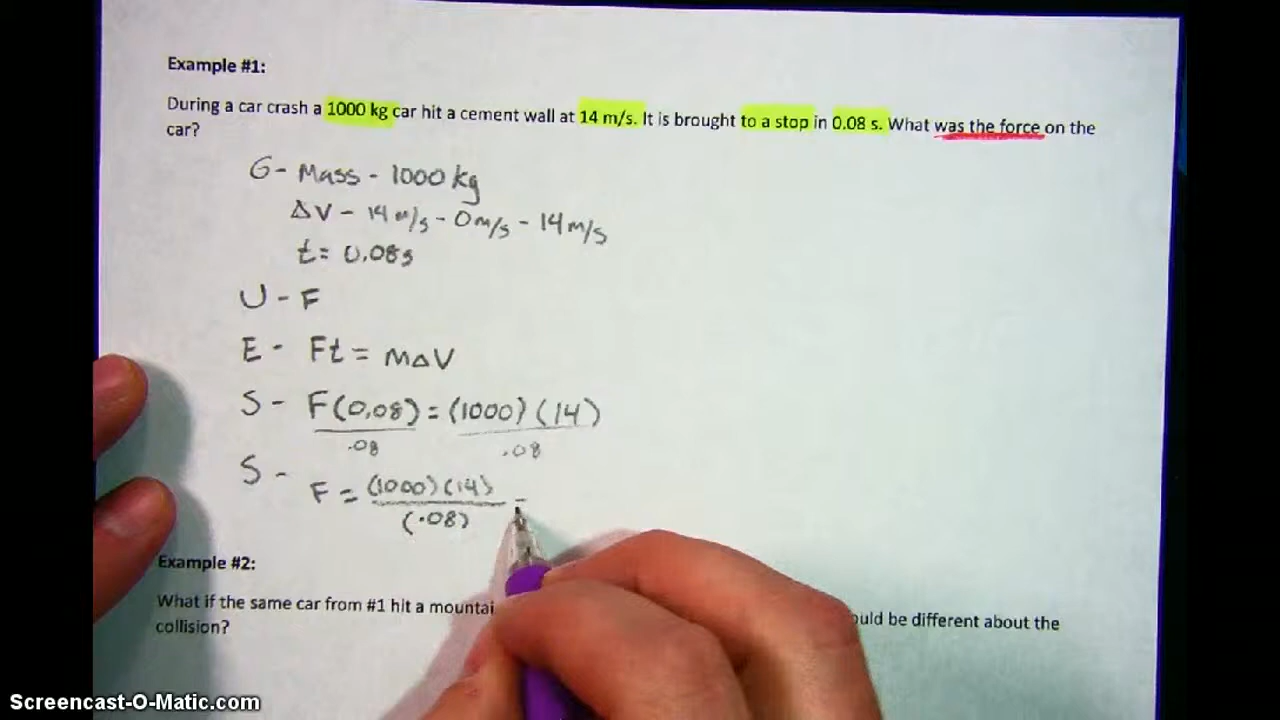 Example #1:
During a car crash a 1000 kg car hit a cement wall at 14 m/s. It is brought to a stop in 0.08 s. What was the force on the
car?
G - Mass - 1000 kg
ΔV - 14 m/s - 0 m/s - 14 m/s
t = 0.08s
U - F
E - Ft = MΔV
S - F(0.08) = (1000)(14)
.08 .08
S -
F = (1000)(14) =
(.08)
Example #2:
What if the same car from #1 hit a be different about the
collision?
Screencast-O-Matic.com